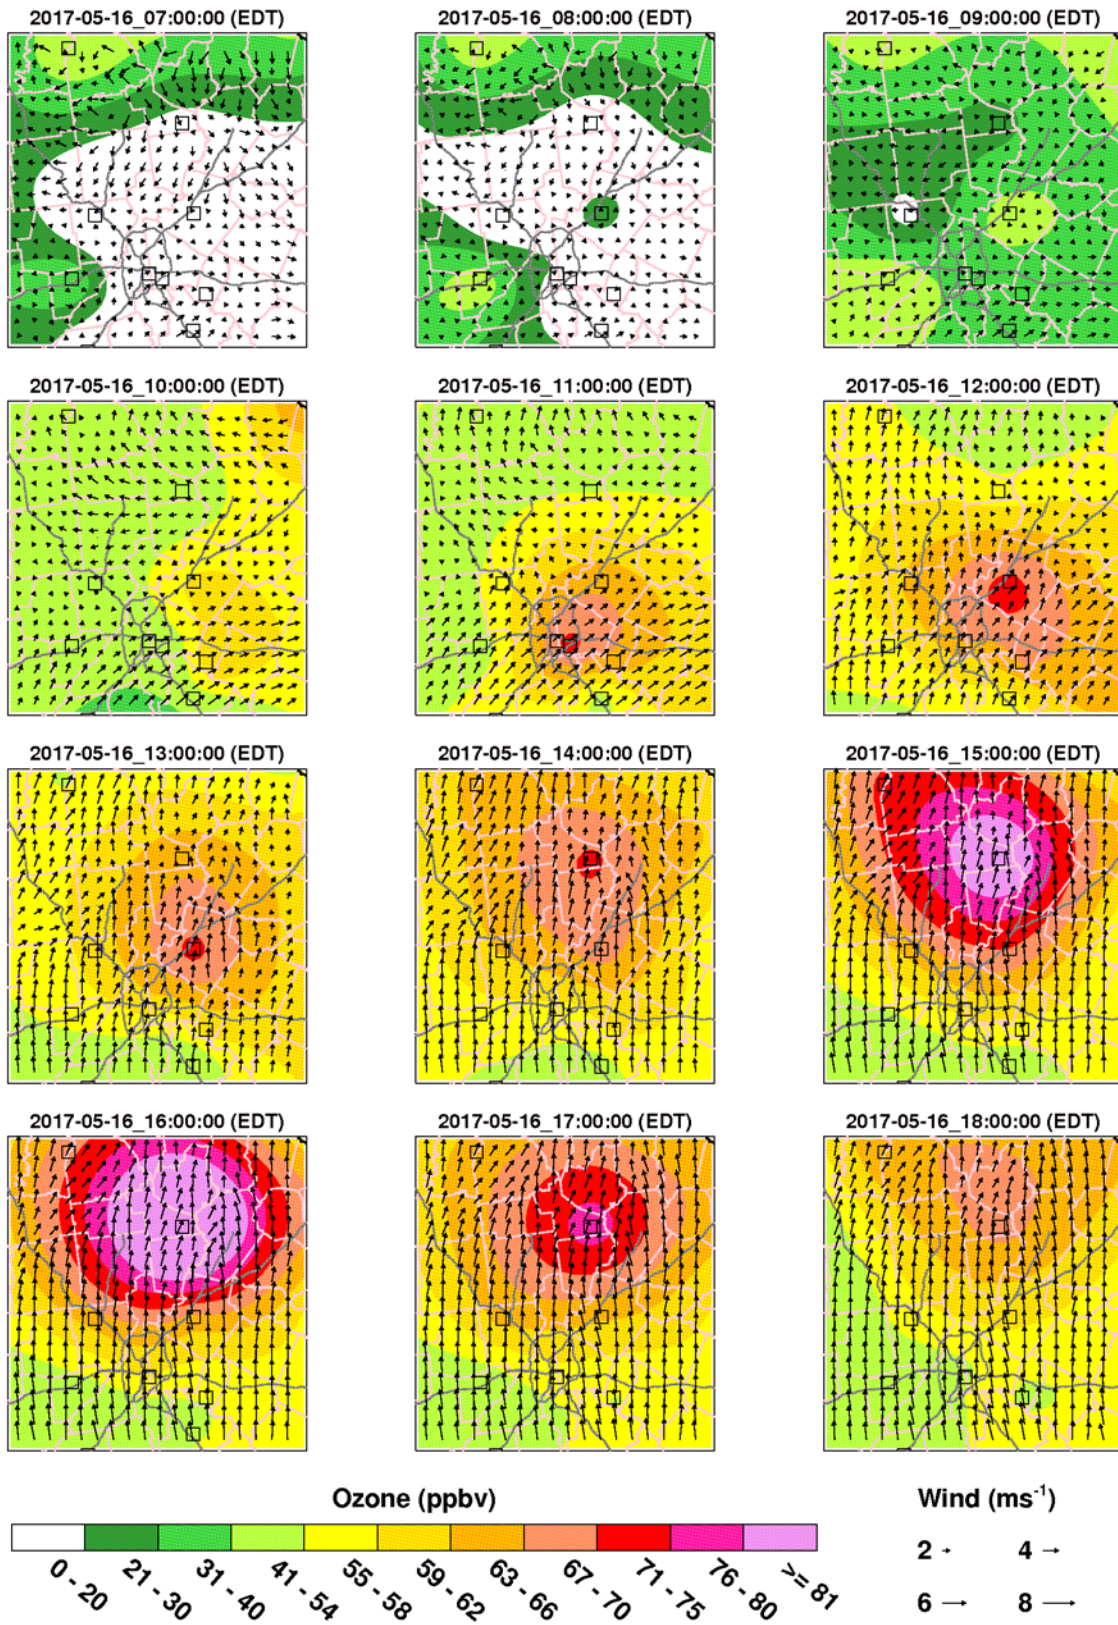 2017-05-16_07:00:00 (EDT)
2017-05-16_08:00:00 (EDT)
2017-05-16_09:00:00 (EDT)
2017-05-16_10:00:00 (EDT)
2017-05-16_11:00:00 (EDT)
2017-05-16_12:00:00 (EDT)
2017-05-16_13:00:00 (EDT)
2017-05-16_14:00:00 (EDT)
2017-05-16_15:00:00 (EDT)
2017-05-16_16:00:00 (EDT)
2017-05-16_17:00:00 (EDT)
2017-05-16_18:00:00 (EDT)
Ozone (ppbv)
0 - 20
21 - 30
31 - 40
41 - 54
55 - 58
59 - 62
63 - 66
67 - 70
71 - 75
76 - 80
>= 81
Wind (ms-1)
2
4
6
8